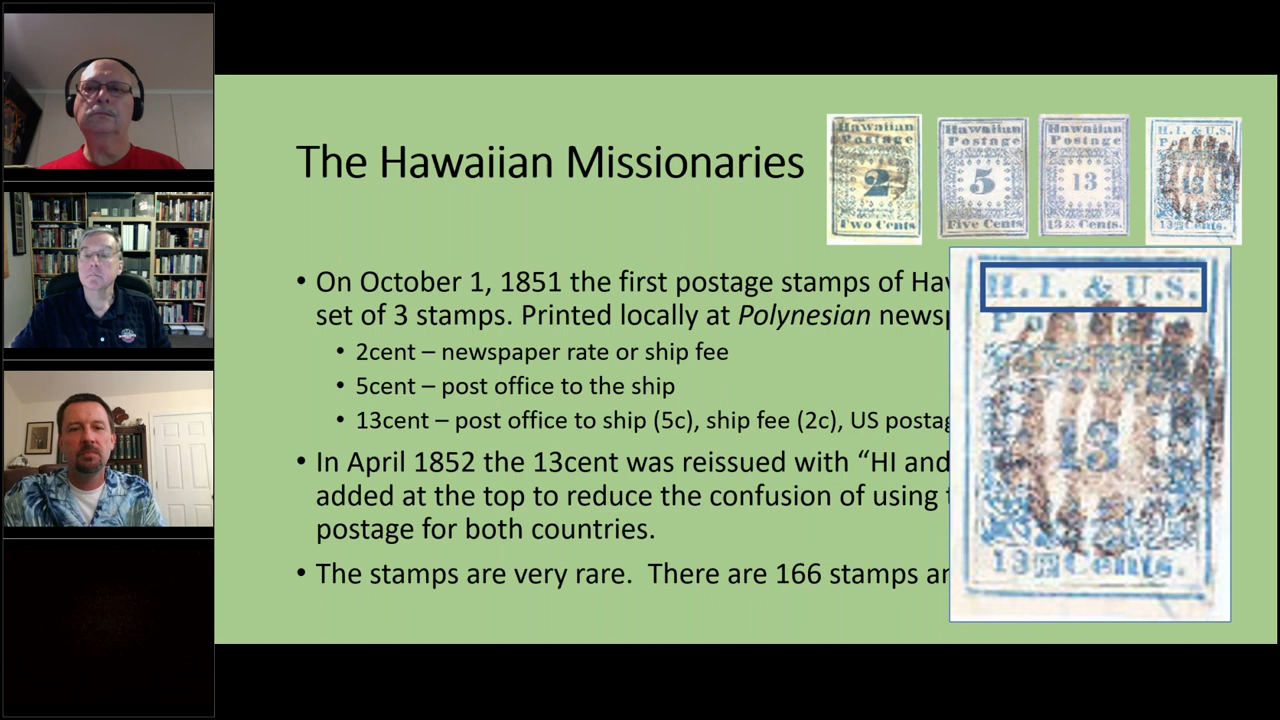 The Hawaiian Missionaries
Hawaiian
Postage
2
Two Cents
Hawaiian
Postage
5
Five Cents
Hawaiian
Postage
13
13 Cents.
H.I. & U.S.
13
13 Cents.
• On October 1, 1851 the first postage stamps of
set of 3 stamps. Printed locally at Polynesian
• 2cent – newspaper rate or ship fee
• 5cent – post office to the ship
• 13cent – post office to ship (5c), ship fee (2c), US
• In April 1852 the 13cent was reissued with “HI and
added at the top to reduce the confusion of using
postage for both countries.
• The stamps are very rare. There are 166 stamps
H.I. & U.S.
Postage
13
13 Cents.